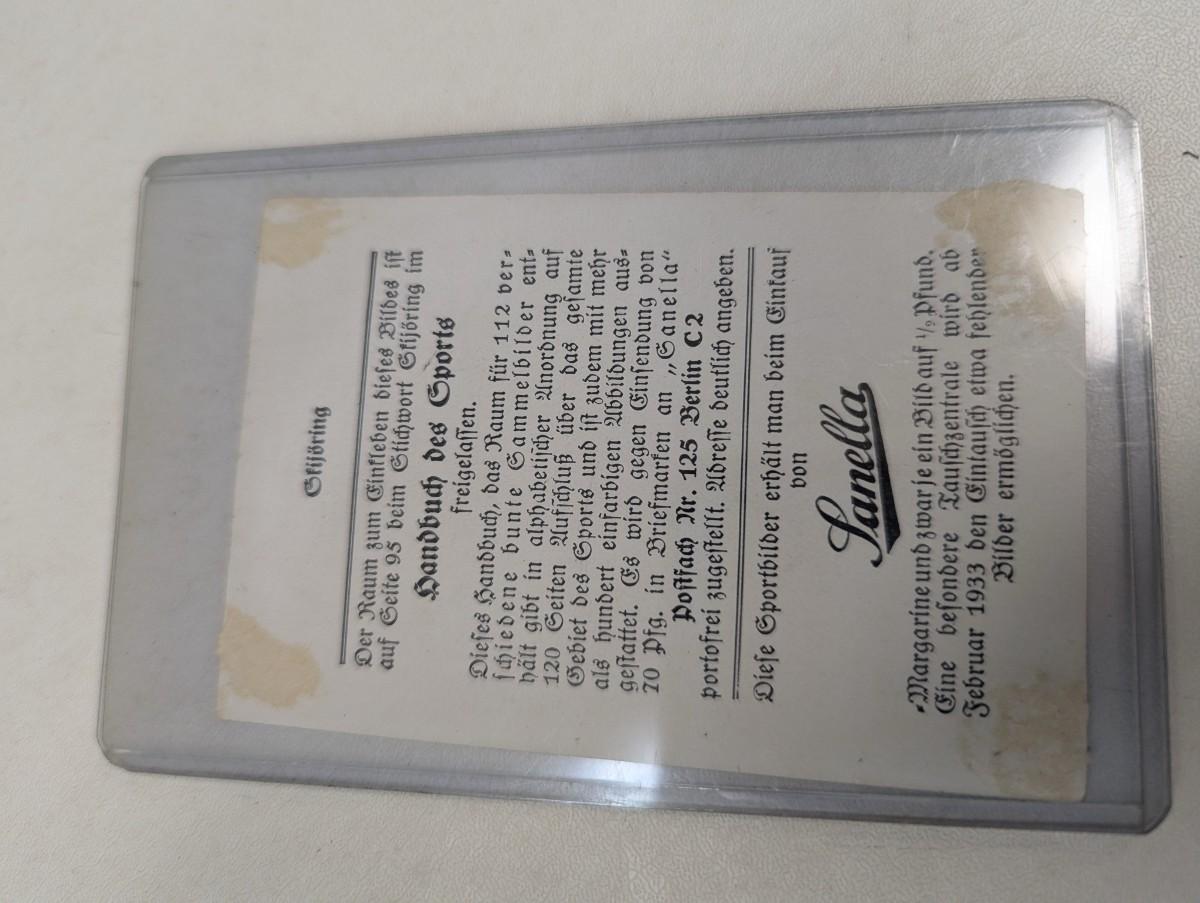 Skijöring
Der Raum zum Einkleben dieses Bildes ist
auf Seite 95 beim Stichwort Skijöring im
Handbuch des Sports
freigelassen.
Dieses Handbuch, das Raum für 112 ver-
schiedene bunte Sammelbilder ent-
hält gibt in alphabetischer Anordnung auf
120 Seiten Aufschluß über das gesamte
Gebiet des Sports und ist zudem mit mehr
als hundert einfarbigen Abbildungen aus-
gestattet. Es wird gegen Einsendung von
70 Pfg. in Briefmarken an „Sanella“
Postfach Nr. 125 Berlin C2
portofrei zugestellt. Adresse deutlich angeben.
Diese Sportbilder erhält man beim Einkauf
von
Sanella
-Margarine und zwar je ein Bild auf ½ Pfund.
Eine besondere Tauschzentrale wird ab
Februar 1933 den Eintausch etwa fehlender
Bilder ermöglichen.